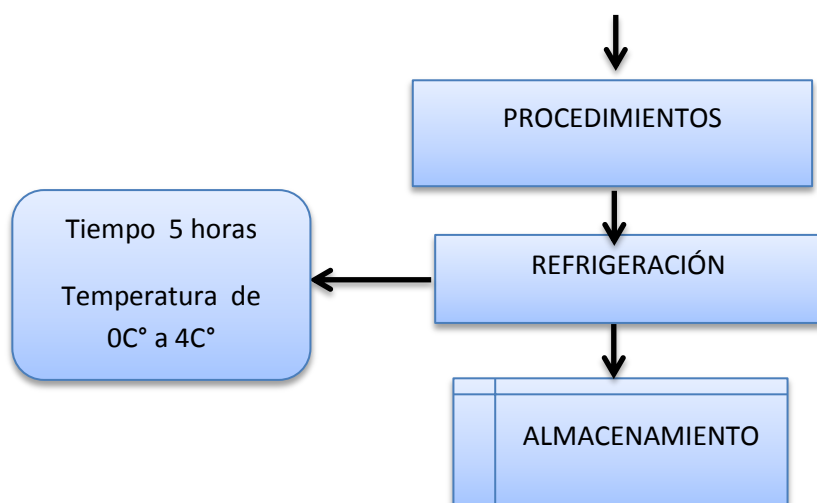 PROCEDIMIENTOS
Tiempo 5 horas
Temperatura de
0C° a 4C°
REFRIGERACIÓN
ALMACENAMIENTO